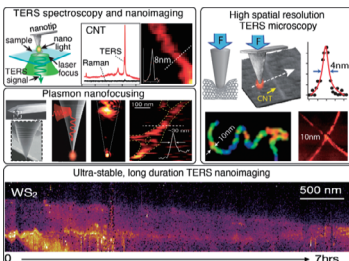 TERS spectroscopy and nanoimaging
nanotip
sample
nano
light
laser
focus
TERS
signal
CNT
TERS
Raman
8nm
Plasmon nanofocusing
100 nm
High spatial resolution
TERS microscopy
F
F
CNT
4nm
10nm
10nm
Ultra-stable, long duration TERS nanoimaging
WS₂
500 nm
0
7hrs